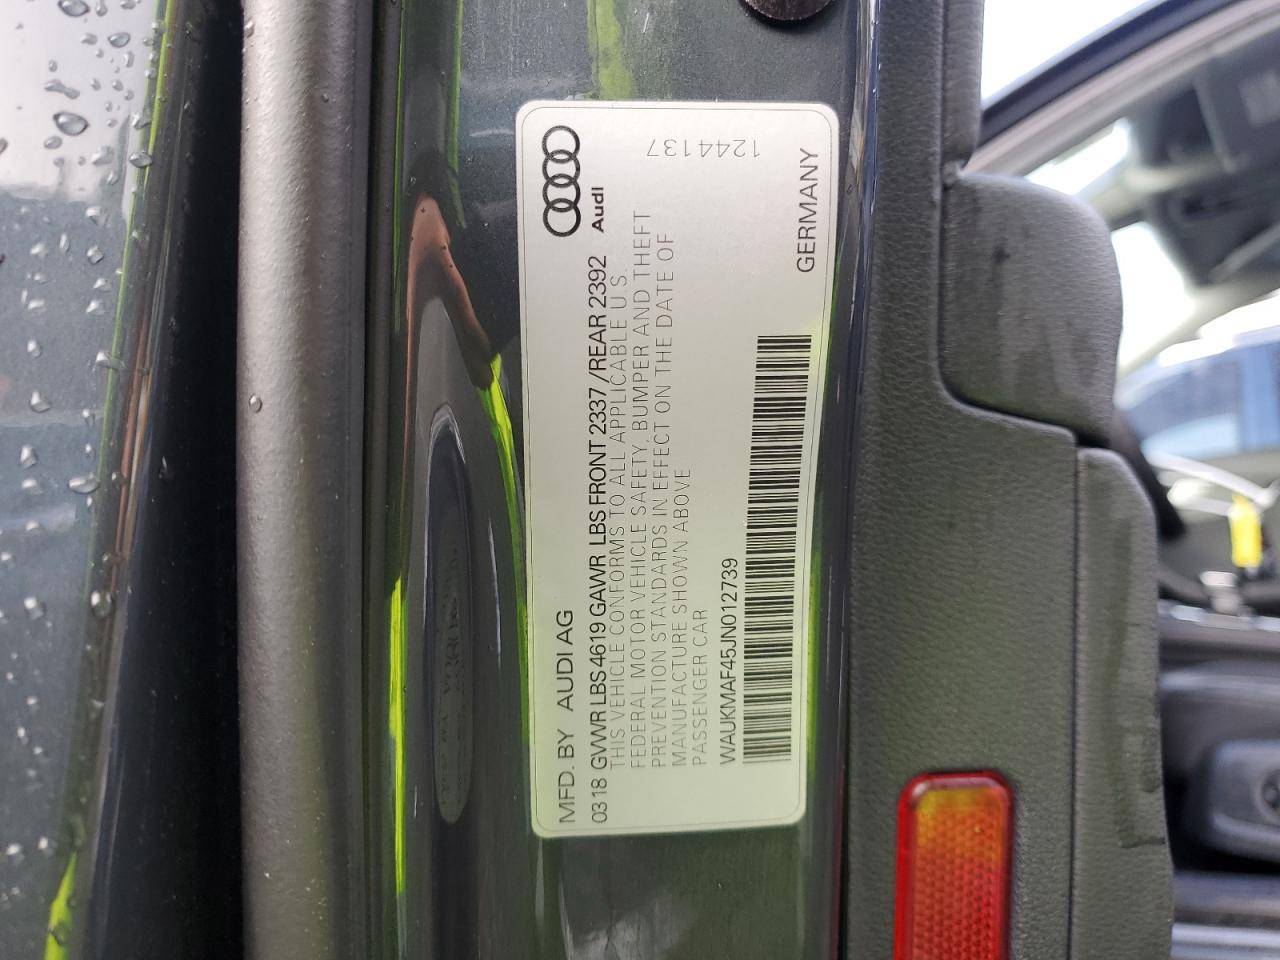 MFD. BY AUDI AG
Audi
03 18 GVWR LBS 4619 GAWR LBS FRONT 2337 /REAR 2392
THIS VEHICLE CONFORMS TO ALL APPLICABLE U.S.
FEDERAL MOTOR VEHICLE SAFETY, BUMPER AND THEFT
PREVENTION STANDARDS IN EFFECT ON THE DATE OF
MANUFACTURE SHOWN ABOVE
PASSENGER CAR
WAUKMAF45JN012739
GERMANY
1244137